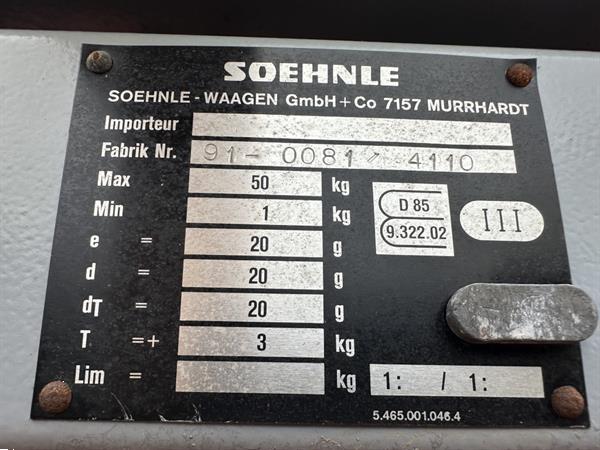 SOEHNLE
SOEHNLE - WAAGEN GmbH + Co 7157 MURRHARDT
Importeur
Fabrik Nr. 91- 0081 / 4110
Max 50 kg
Min 1 kg
D 85
9.322.02
III
e = 20 g
d = 20 g
dT = 20 g
T =+ 3 kg
Lim = kg
1: / 1:
5.465.001.046.4